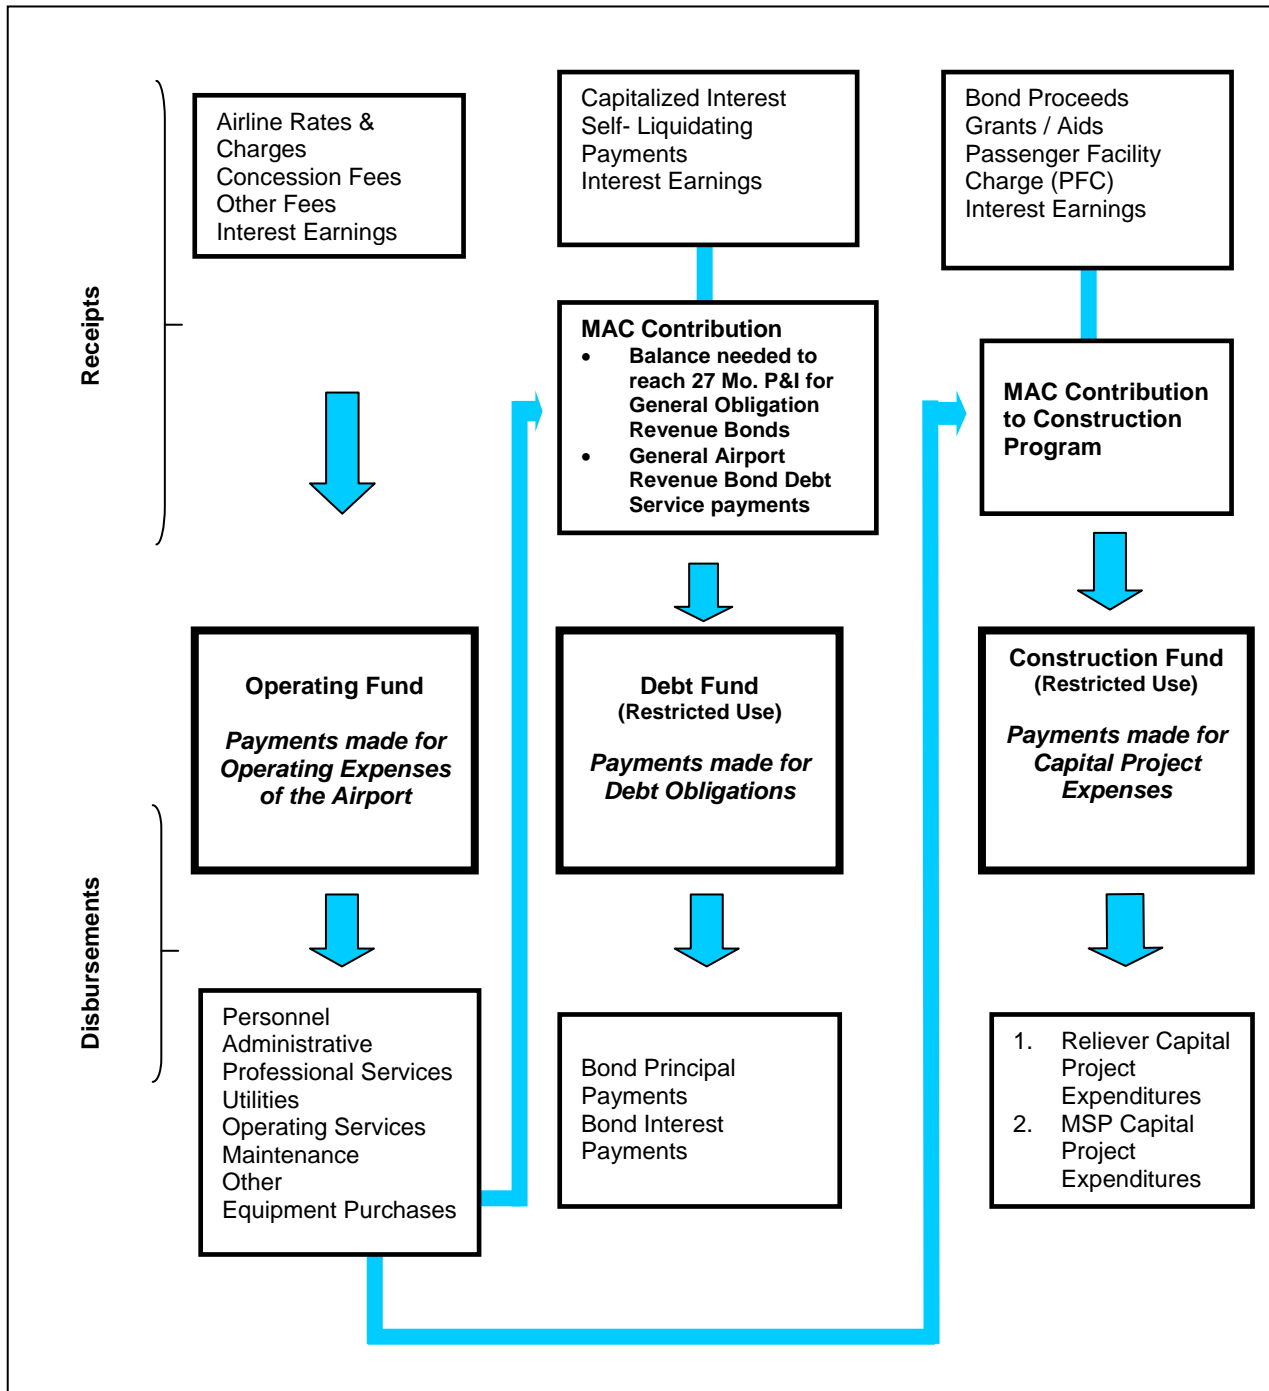 Receipts
Airline Rates &
Charges
Concession Fees
Other Fees
Interest Earnings
Capitalized Interest
Self- Liquidating
Payments
Interest Earnings
Bond Proceeds
Grants / Aids
Passenger Facility
Charge (PFC)
Interest Earnings
MAC Contribution
• Balance needed to
reach 27 Mo. P&I for
General Obligation
Revenue Bonds
• General Airport
Revenue Bond Debt
Service payments
MAC Contribution
to Construction
Program
Operating Fund
Payments made for
Operating Expenses
of the Airport
Debt Fund
(Restricted Use)
Payments made for
Debt Obligations
Construction Fund
(Restricted Use)
Payments made for
Capital Project
Expenses
Disbursements
Personnel
Administrative
Professional Services
Utilities
Operating Services
Maintenance
Other
Equipment Purchases
Bond Principal
Payments
Bond Interest
Payments
1. Reliever Capital
Project
Expenditures
2. MSP Capital
Project
Expenditures